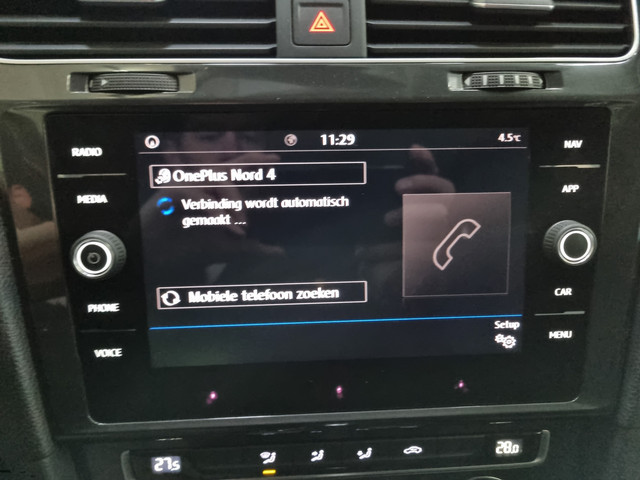 11:29
4.5°C
RADIO
NAV
OnePlus Nord 4
MEDIA
APP
Verbinding wordt automatisch
gemaakt ...
PHONE
Mobiele telefoon zoeken
CAR
VOICE
Setup
MENU
27.5
28.0